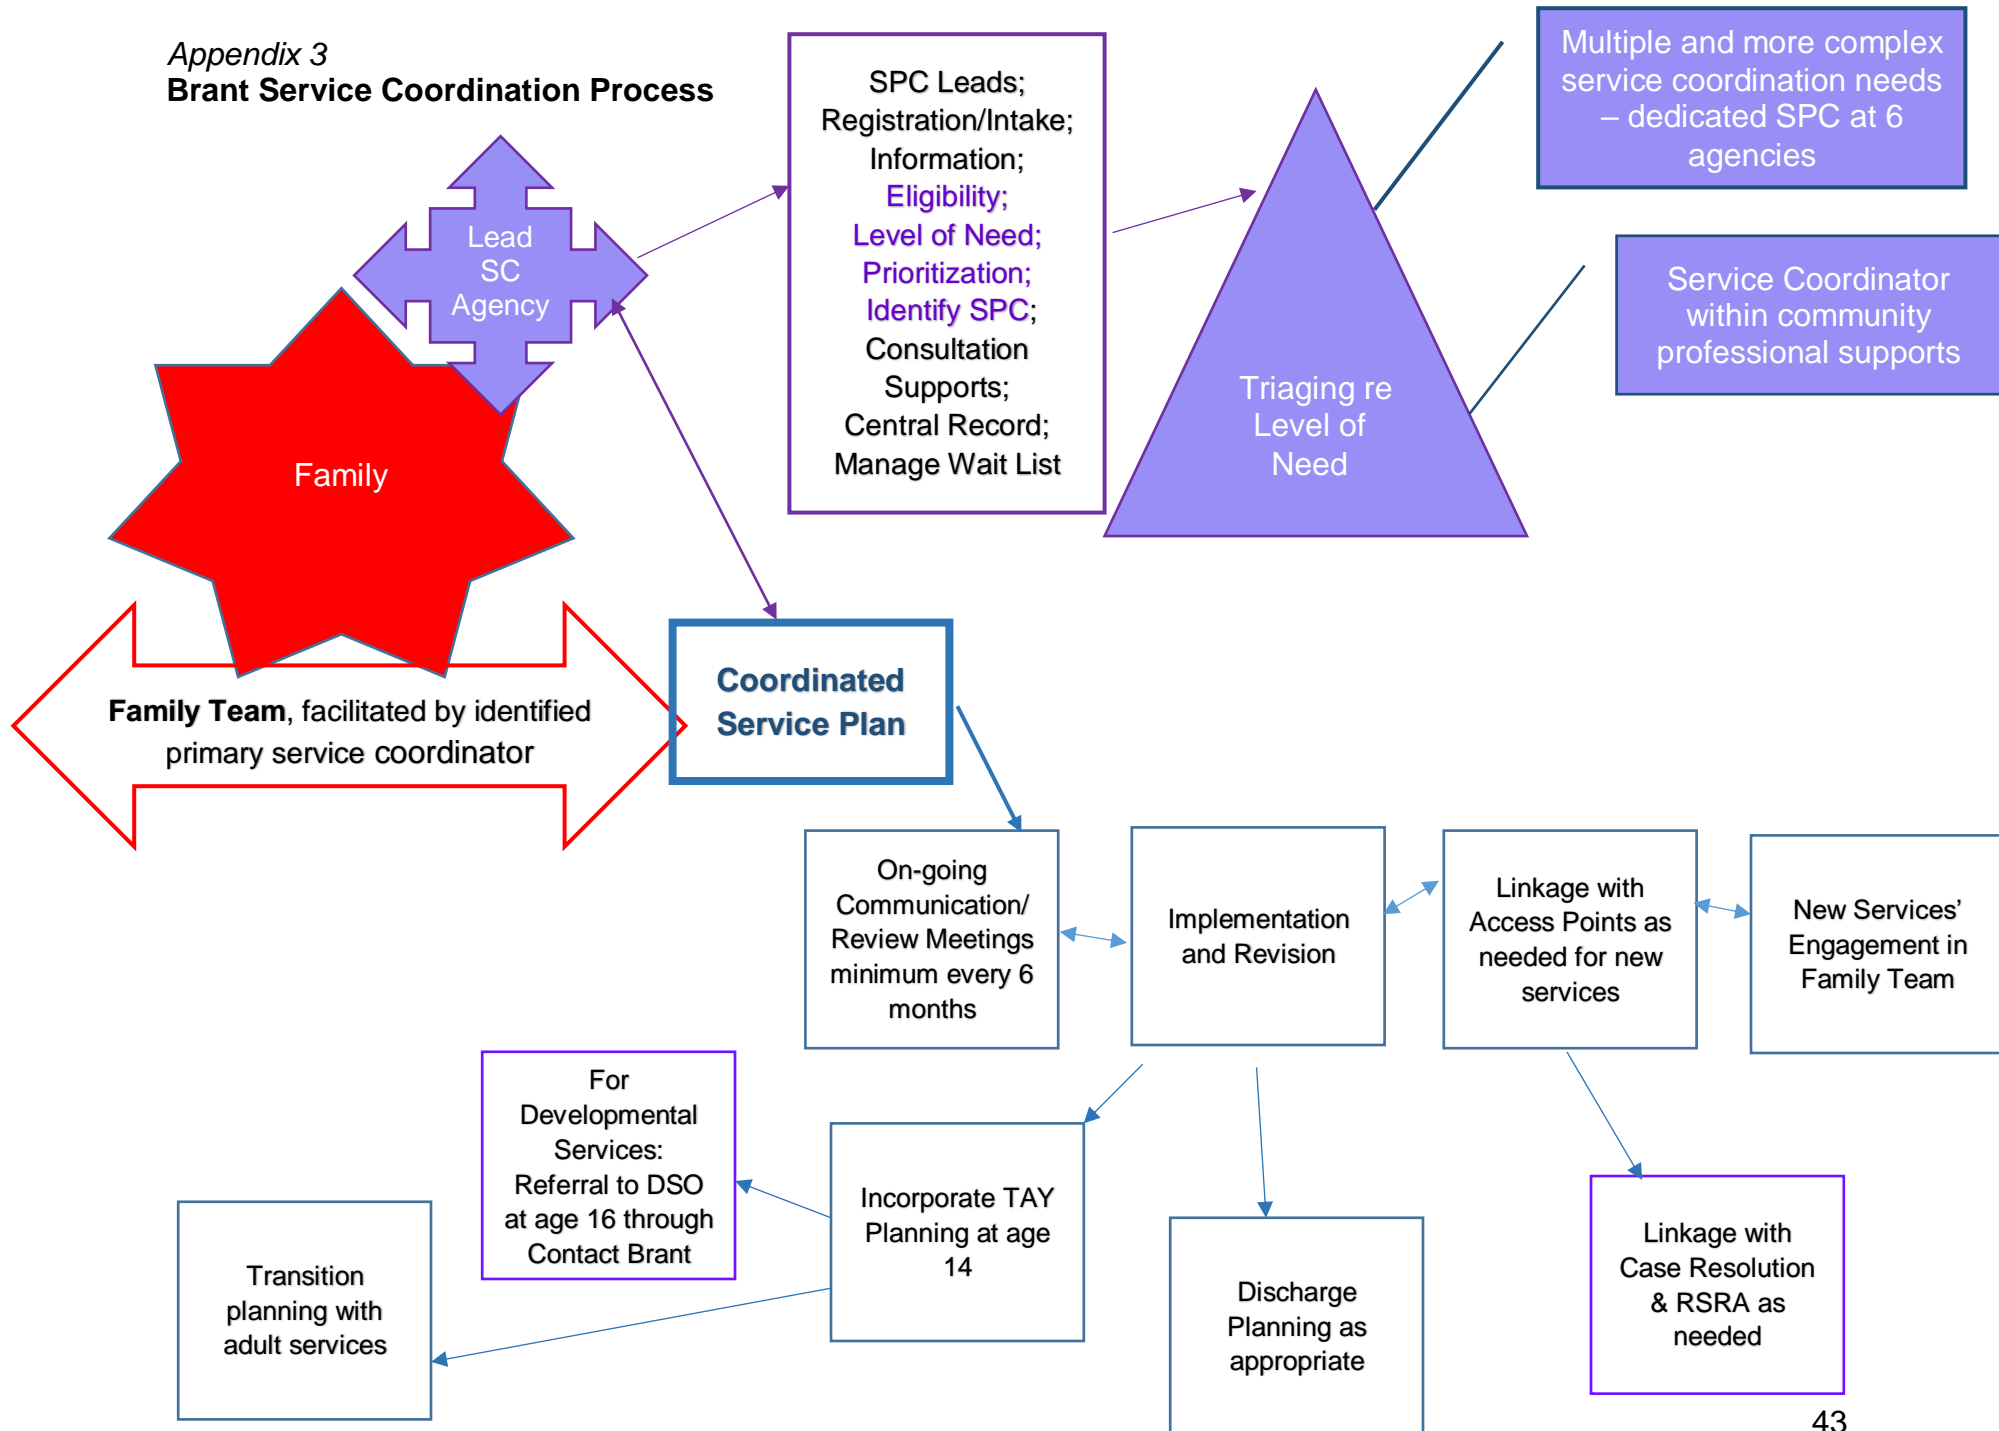 Appendix 3
Brant Service Coordination Process
Lead
SC
Agency
Family
SPC Leads;
Registration/Intake;
Information;
Eligibility;
Level of Need;
Prioritization;
Identify SPC;
Consultation
Supports;
Central Record;
Manage Wait List
Triaging re
Level of
Need
Multiple and more complex
service coordination needs
– dedicated SPC at 6
agencies
Service Coordinator
within community
professional supports
Family Team, facilitated by identified
primary service coordinator
Coordinated
Service Plan
On-going
Communication/
Review Meetings
minimum every 6
months
Implementation
and Revision
Linkage with
Access Points as
needed for new
services
New Services’
Engagement in
Family Team
For
Developmental
Services:
Referral to DSO
at age 16 through
Contact Brant
Incorporate TAY
Planning at age
14
Transition
planning with
adult services
Discharge
Planning as
appropriate
Linkage with
Case Resolution
& RSRA as
needed
43